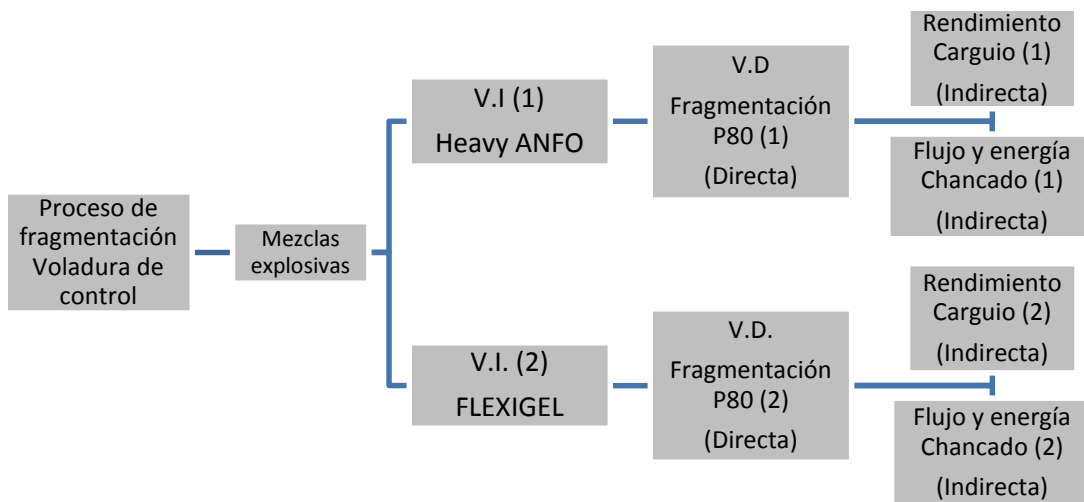 Proceso de
fragmentación
Voladura de
control
Mezclas
explosivas
V.I (1)
Heavy ANFO
V.D
Fragmentación
P80 (1)
(Directa)
Rendimiento
Carguio (1)
(Indirecta)
Flujo y energía
Chancado (1)
(Indirecta)
V.I. (2)
FLEXIGEL
V.D.
Fragmentación
P80 (2)
(Directa)
Rendimiento
Carguio (2)
(Indirecta)
Flujo y energía
Chancado (2)
(Indirecta)